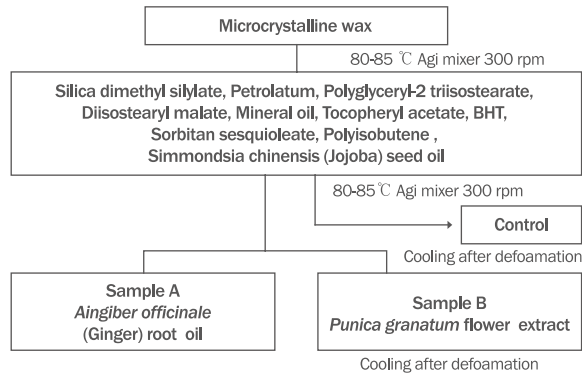 Microcrystalline wax
80-85 ℃ Agi mixer 300 rpm
Silica dimethyl silylate, Petrolatum, Polyglyceryl-2 triisostearate,
Diisostearyl malate, Mineral oil, Tocopheryl acetate, BHT,
Sorbitan sesquioleate, Polyisobutene ,
Simmondsia chinensis (Jojoba) seed oil
80-85℃ Agi mixer 300 rpm
Control
Cooling after defoamation
Sample A
Aingiber officinale
(Ginger) root oil
Sample B
Punica granatum flower extract
Cooling after defoamation